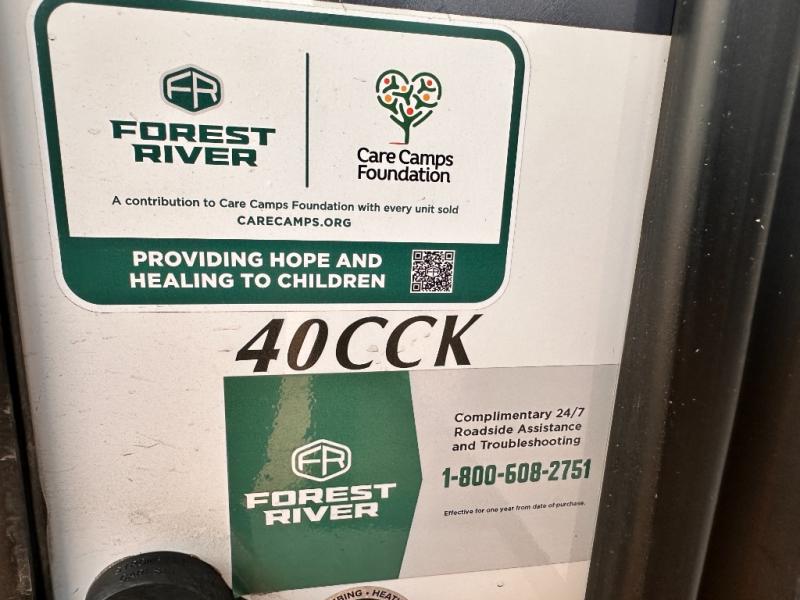 FR
FOREST
RIVER
Care Camps
Foundation
A contribution to Care Camps Foundation with every unit sold
CARECAMPS.ORG
PROVIDING HOPE AND
HEALING TO CHILDREN
40CCK
FR
FOREST
RIVER
Complimentary 24/7
Roadside Assistance
and Troubleshooting
1-800-608-2751
Effective for one year from date of purchase.